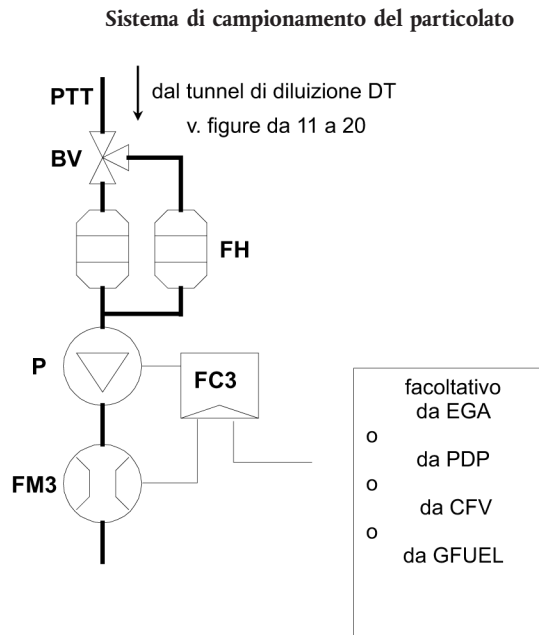 Sistema di campionamento del particolato
PTT
dal tunnel di diluizione DT
v. figure da 11 a 20
BV
FH
P
FC3
FM3
facoltativo
da EGA
o
da PDP
o
da CFV
o
da GFUEL